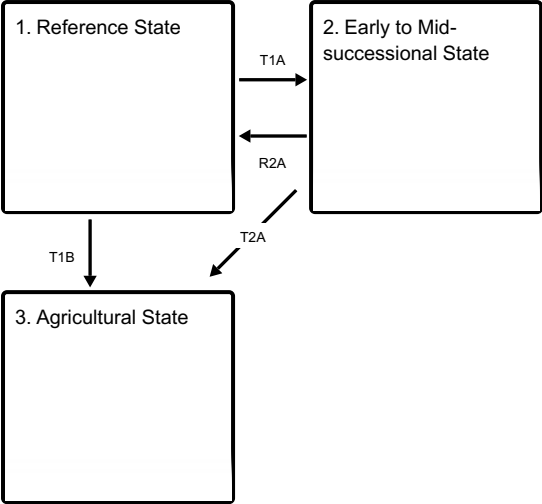 1. Reference State
2. Early to Mid-
successional State
T1A
R2A
T2A
T1B
3. Agricultural State